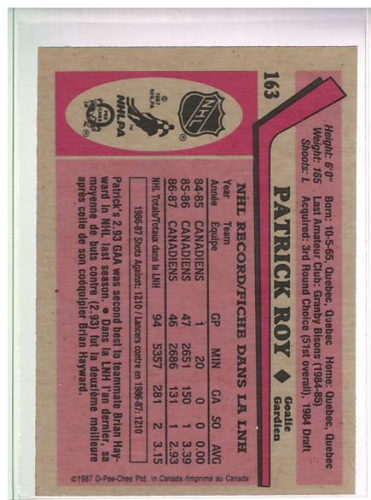 163
PATRICK ROY ♦ Goalie Gardien
Height: 6'0" Born: 10-5-65, Quebec, Quebec Home: Quebec, Quebec
Weight: 165 Last Amateur Club: Granby Bisons (1984-85)
Shoots: L Acquired: 3rd Round Choice (51st overall), 1984 Draft
NHL
1987 NHLPA
NHLPA
O-PEE-CHEE
NHL RECORD/FICHE DANS LA LNH
Year Team GP MIN GA SO AVG
Année Équipe
84-85 CANADIENS 1 20 0 0 0.00
85-86 CANADIENS 47 2651 150 1 3.39
86-87 CANADIENS 46 2686 131 1 2.93
NHL Totals/Totaux dans la LNH 94 5357 281 2 3.15
1986-87 Shots Against: 1210 / Lancers contre en 1986-87: 1210
Patrick's 2.93 GAA was second best to teammate Brian Hay-
ward in NHL last season. ● Dans la LNH l'an dernier, sa
moyenne de buts contre (2.93) fut la deuxième meilleure
après celle de son coéquipier Brian Hayward.
©1987 O-Pee-Chee Ptd. in Canada/Imprimé au Canada